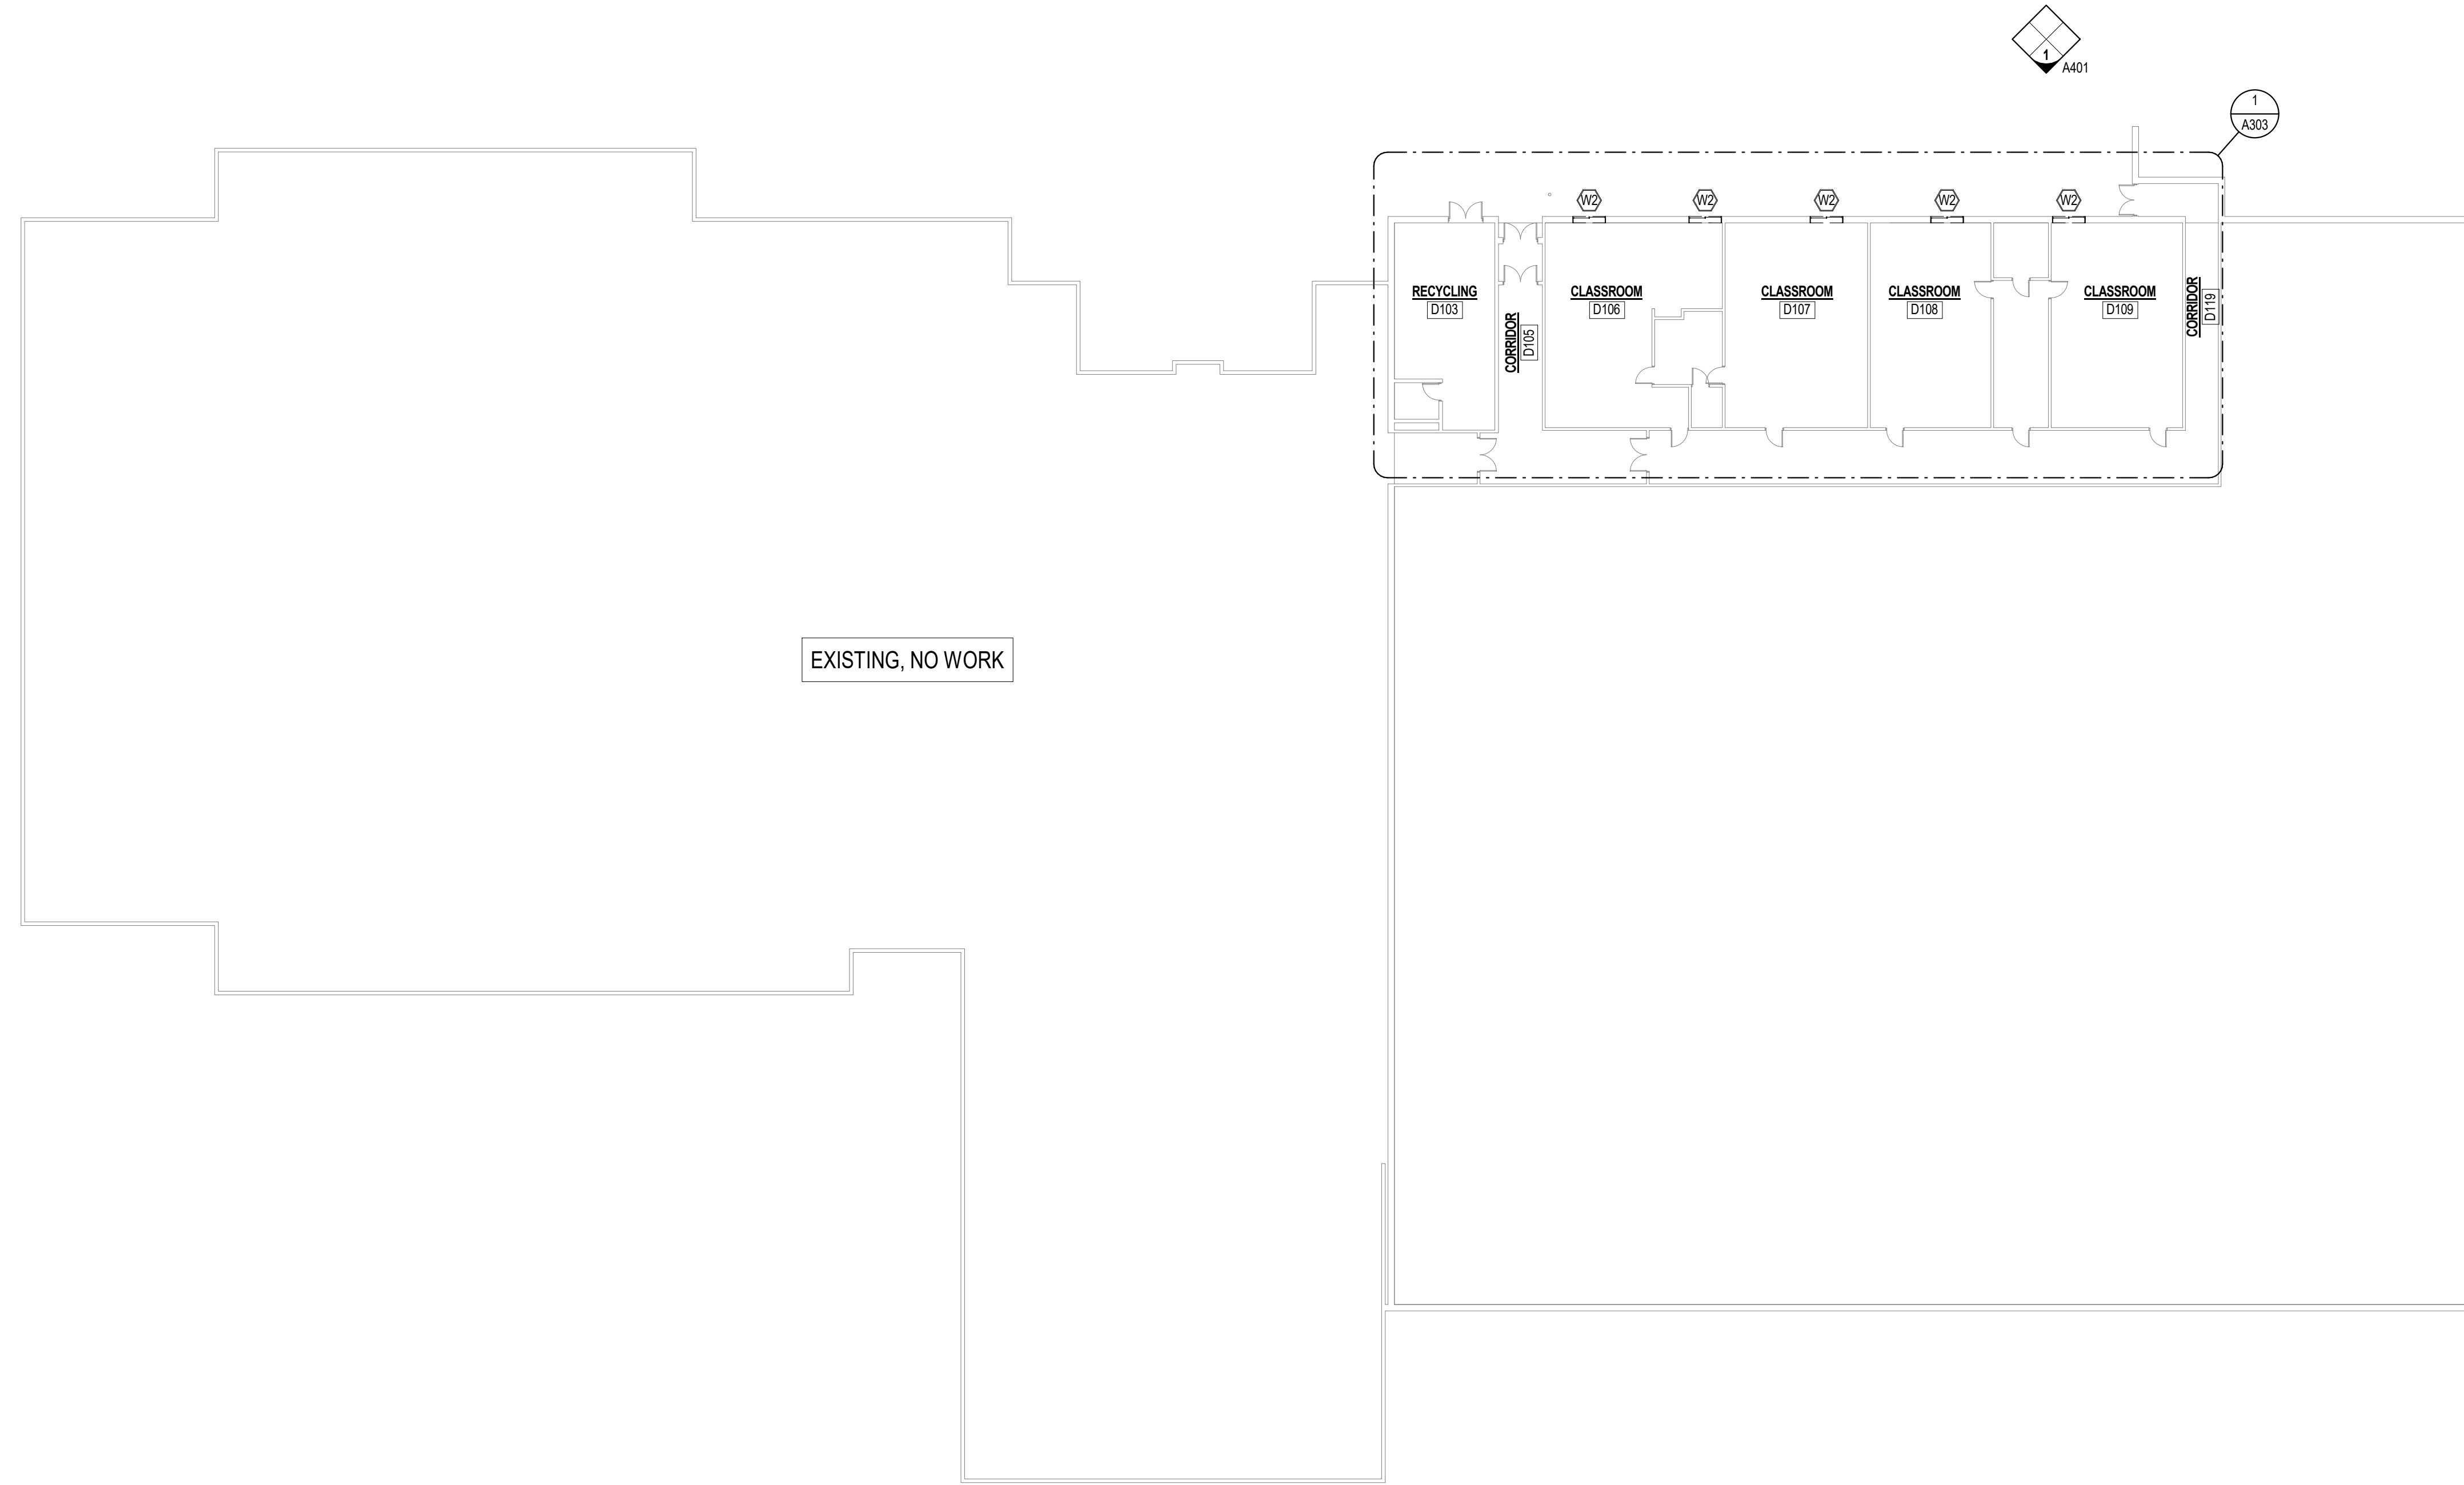 1
A401
1
A303
W2
W2
W2
W2
W2
RECYCLING
D103
CORRIDOR
D105
CLASSROOM
D106
CLASSROOM
D107
CLASSROOM
D108
CLASSROOM
D109
CORRIDOR
D119
EXISTING, NO WORK